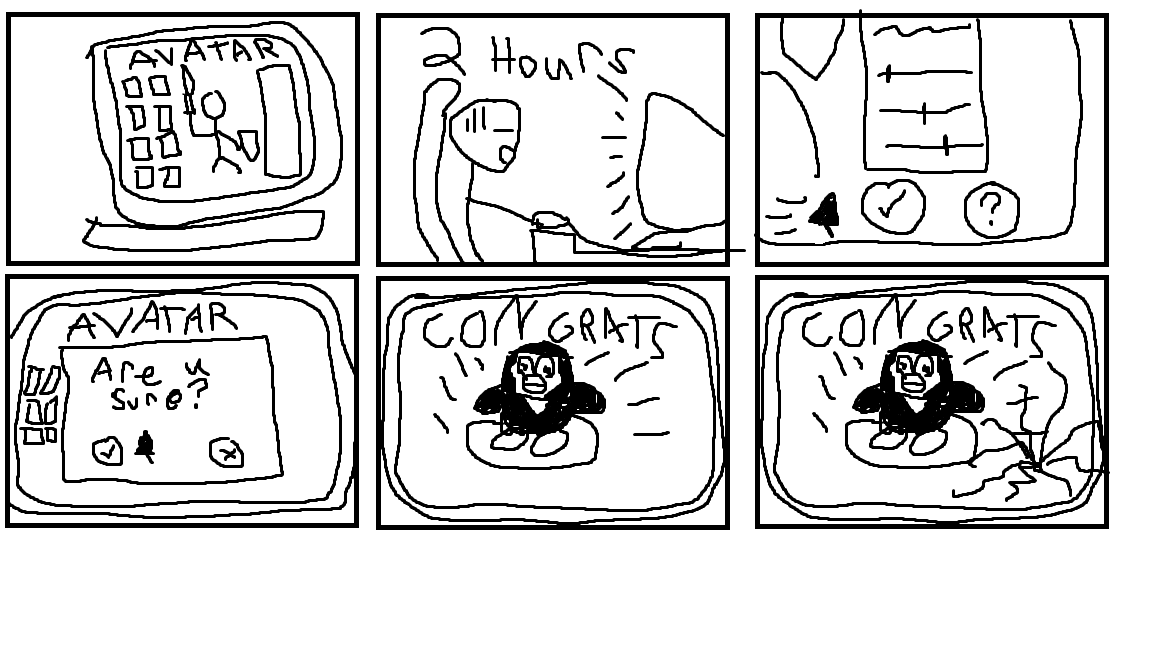 AVATAR
2 Hours
?
AVATAR
Are u
sure?
CONGRATS
CONGRATS